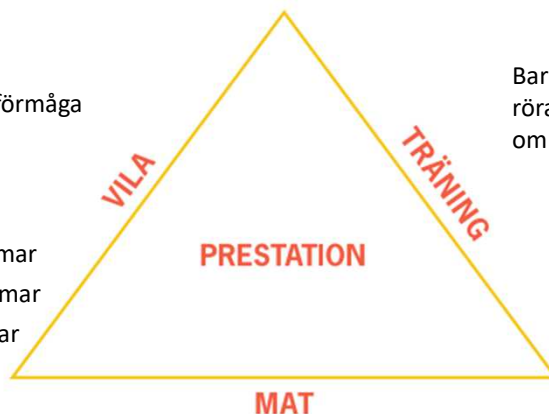 förmåga
VILA
mar
mar
ar
Bar
röra
om
TRÄNING
PRESTATION
MAT